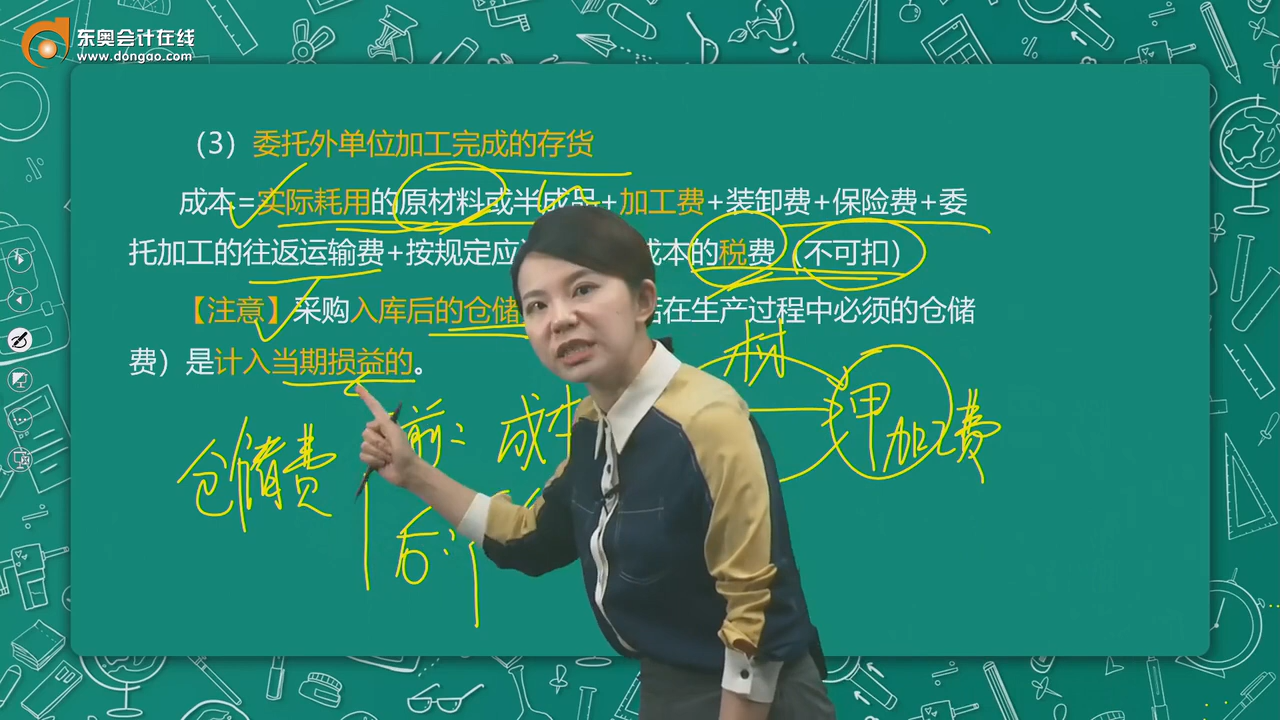 东奥会计在线
www.dongao.com
（3）委托外单位加工完成的存货
成本=实际耗用的原材料或半成品+加工费+装卸费+保险费+委
托加工的往返运输费+按规定应 成本的税费（不可扣）
【注意】采购入库后的仓储 在生产过程中必须的仓储
费）是计入当期损益的。
材
甲
仓储费
前： 成本
加工费
后：